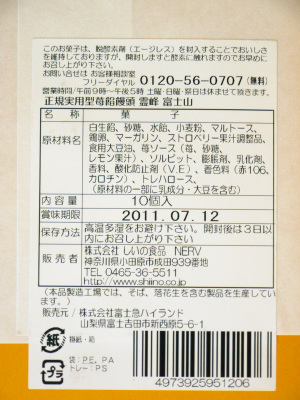 このお菓子は、脱酸素剤(エージレス)を封入することでおいしさ
を維持しておりますが、開封しますと酸素に触れますのでお早めに
お召し上がりください。
お問い合せは お客様相談室
フリーダイヤル 0120-56-0707 (無料)
営業時間/午前9時〜午後5時 土曜・日曜・祭日は休ませて頂きます。
正規実用型苺餡饅頭 霊峰 富士山
名称 菓子
原材料名 白生餡、砂糖、水飴、小麦粉、マルトース、
鶏卵、マーガリン、ストロベリー果汁調整品、
食用大豆油、苺ソース(苺、砂糖、
レモン果汁)、ソルビット、膨脹剤、乳化剤、
香料、酸化防止剤(V.E)、着色料(赤106、
カロチン)、トレハロース、
(原材料の一部に乳成分・大豆を含む)
内容量 10個入
賞味期限 2011.07.12
保存方法 高温多湿をお避け下さい。開封後は3日以
内にお召し上がり下さい
販売者 株式会社 しいの食品 NERV
神奈川県小田原市成田939番地
TEL 0465-36-5511
http://www.shiino.co.jp
(本品製造工場では、そば、落花生を含む製品を生産してい
ます。)
販売元/ 株式会社富士急ハイランド
山梨県富士吉田市新西原5-6-1
紙 個紙・箱
プラ 袋:P.E, PA
トレー:PS
4973925951206